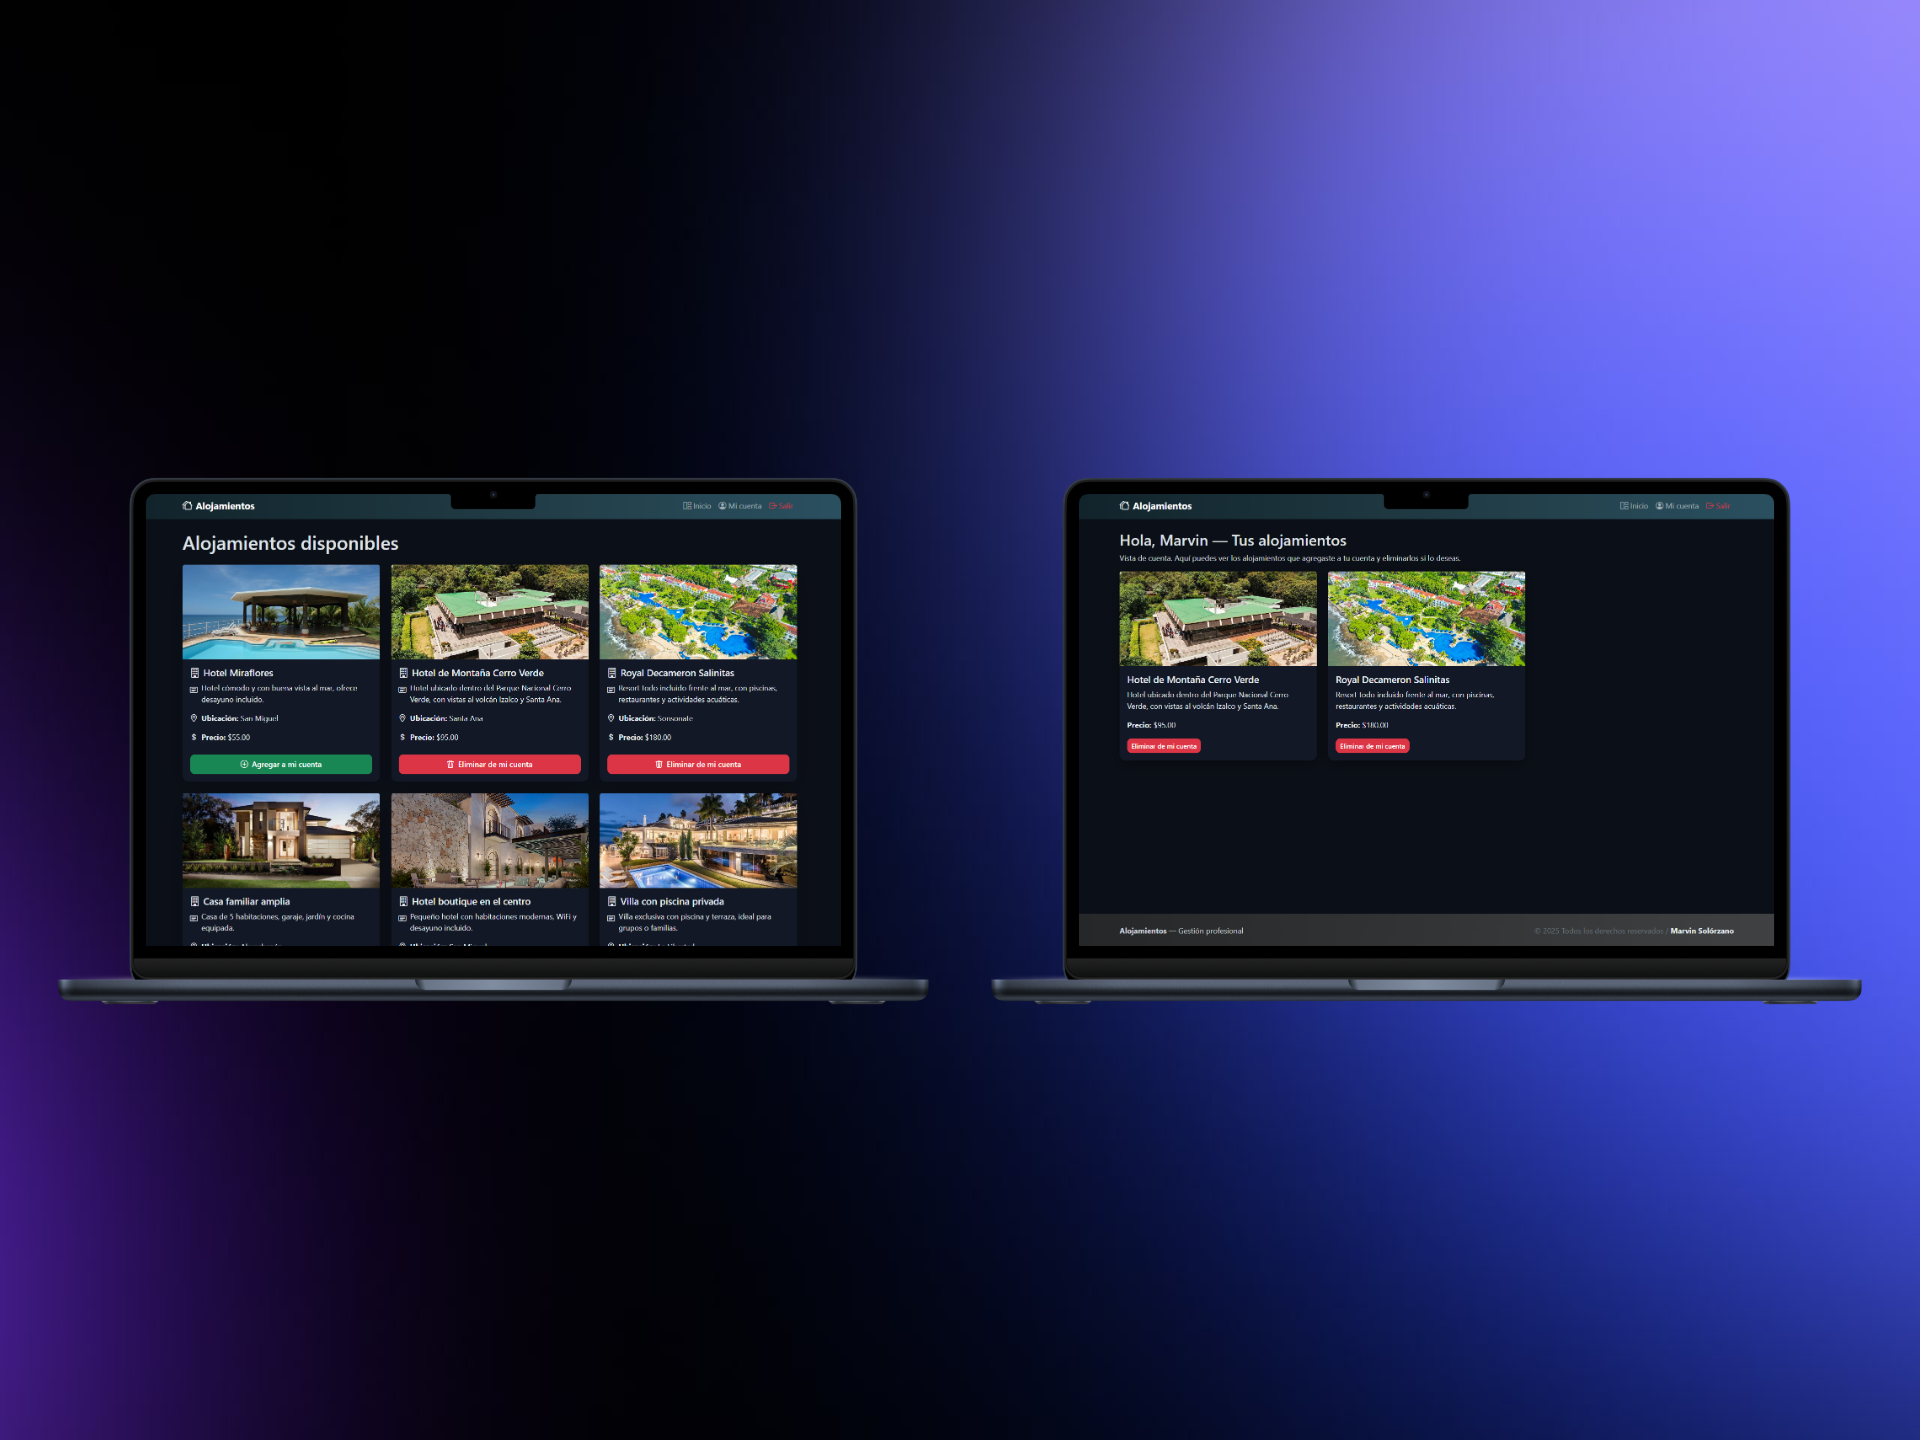 Alojamientos
Inicio Mi cuenta Salir
Alojamientos disponibles
Hotel Miraflores
Hotel cómodo y con buena vista al mar, ofrece
desayuno incluido.
Ubicación: San Miguel
Precio: $55.00
Agregar a mi cuenta
Hotel de Montaña Cerro Verde
Hotel ubicado dentro del Parque Nacional Cerro
Verde, con vistas al volcán Izalco y Santa Ana.
Ubicación: Santa Ana
Precio: $95.00
Eliminar de mi cuenta
Royal Decameron Salinitas
Resort todo incluido frente al mar, con piscinas,
restaurantes y actividades acuáticas.
Ubicación: Sonsonate
Precio: $180.00
Eliminar de mi cuenta
Casa familiar amplia
Casa de 5 habitaciones, garaje, jardín y cocina
equipada.
Hotel boutique en el centro
Pequeño hotel con habitaciones modernas, WiFi y
desayuno incluido.
Villa con piscina privada
Villa exclusiva con piscina y terraza, ideal para
grupos o familias.
Alojamientos
Inicio Mi cuenta Salir
Hola, Marvin — Tus alojamientos
Vista de cuenta. Aquí puedes ver los alojamientos que agregaste a tu cuenta y eliminarlos si lo deseas.
Hotel de Montaña Cerro Verde
Hotel ubicado dentro del Parque Nacional Cerro
Verde, con vistas al volcán Izalco y Santa Ana.
Precio: $95.00
Eliminar de mi cuenta
Royal Decameron Salinitas
Resort todo incluido frente al mar, con piscinas,
restaurantes y actividades acuáticas.
Precio: $180.00
Eliminar de mi cuenta
Alojamientos — Gestión profesional
© 2025 Todos los derechos reservados / Marvin Solórzano